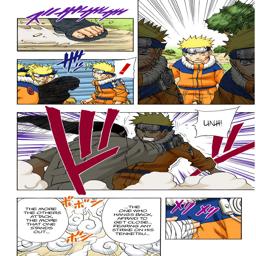 UNH!
THE
ONE WHO
HANGS BACK,
AFRAID TO
GET CLOSE...
FEARING ANY
STRIKE ON HIS
TENKETSU...
THE MORE
THE OTHERS
ATTACK,
THE MORE
THAT ONE
STANDS
OUT...